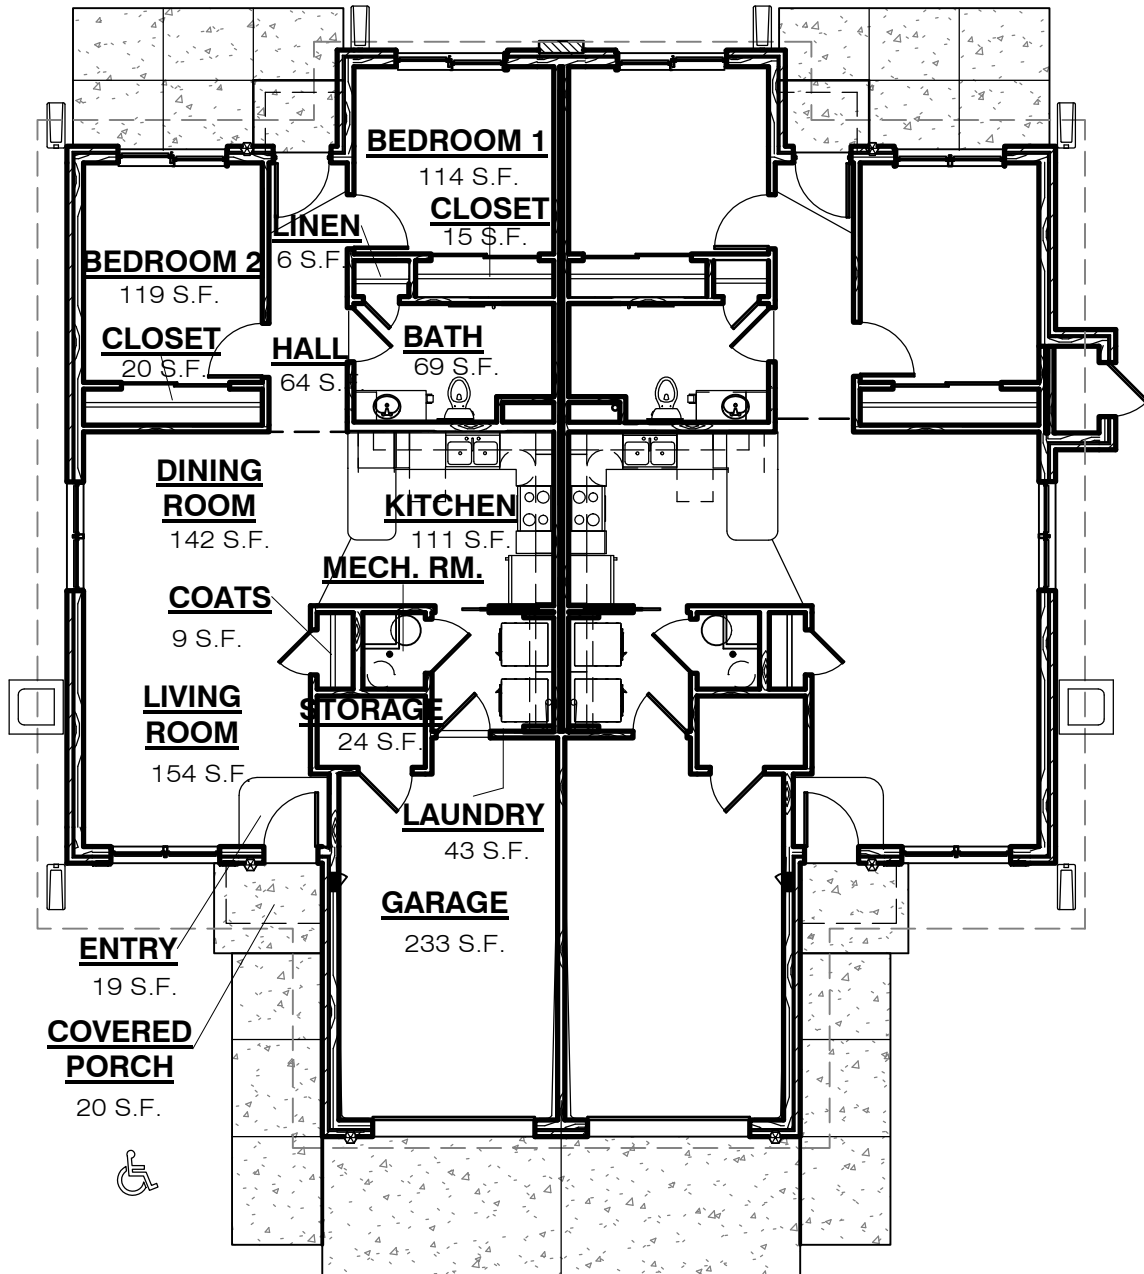 BEDROOM 1
114 S.F.
CLOSET
15 S.F.
LINEN
6 S.F.
BEDROOM 2
119 S.F.
CLOSET
20 S.F.
HALL
64 S.
BATH
69 S.F.
DINING
ROOM
142 S.F.
KITCHEN
111 S.F.
MECH. RM.
COATS
9 S.F.
LIVING
ROOM
154 S.F.
STORAGE
24 S.F.
LAUNDRY
43 S.F.
GARAGE
233 S.F.
ENTRY
19 S.F.
COVERED
PORCH
20 S.F.